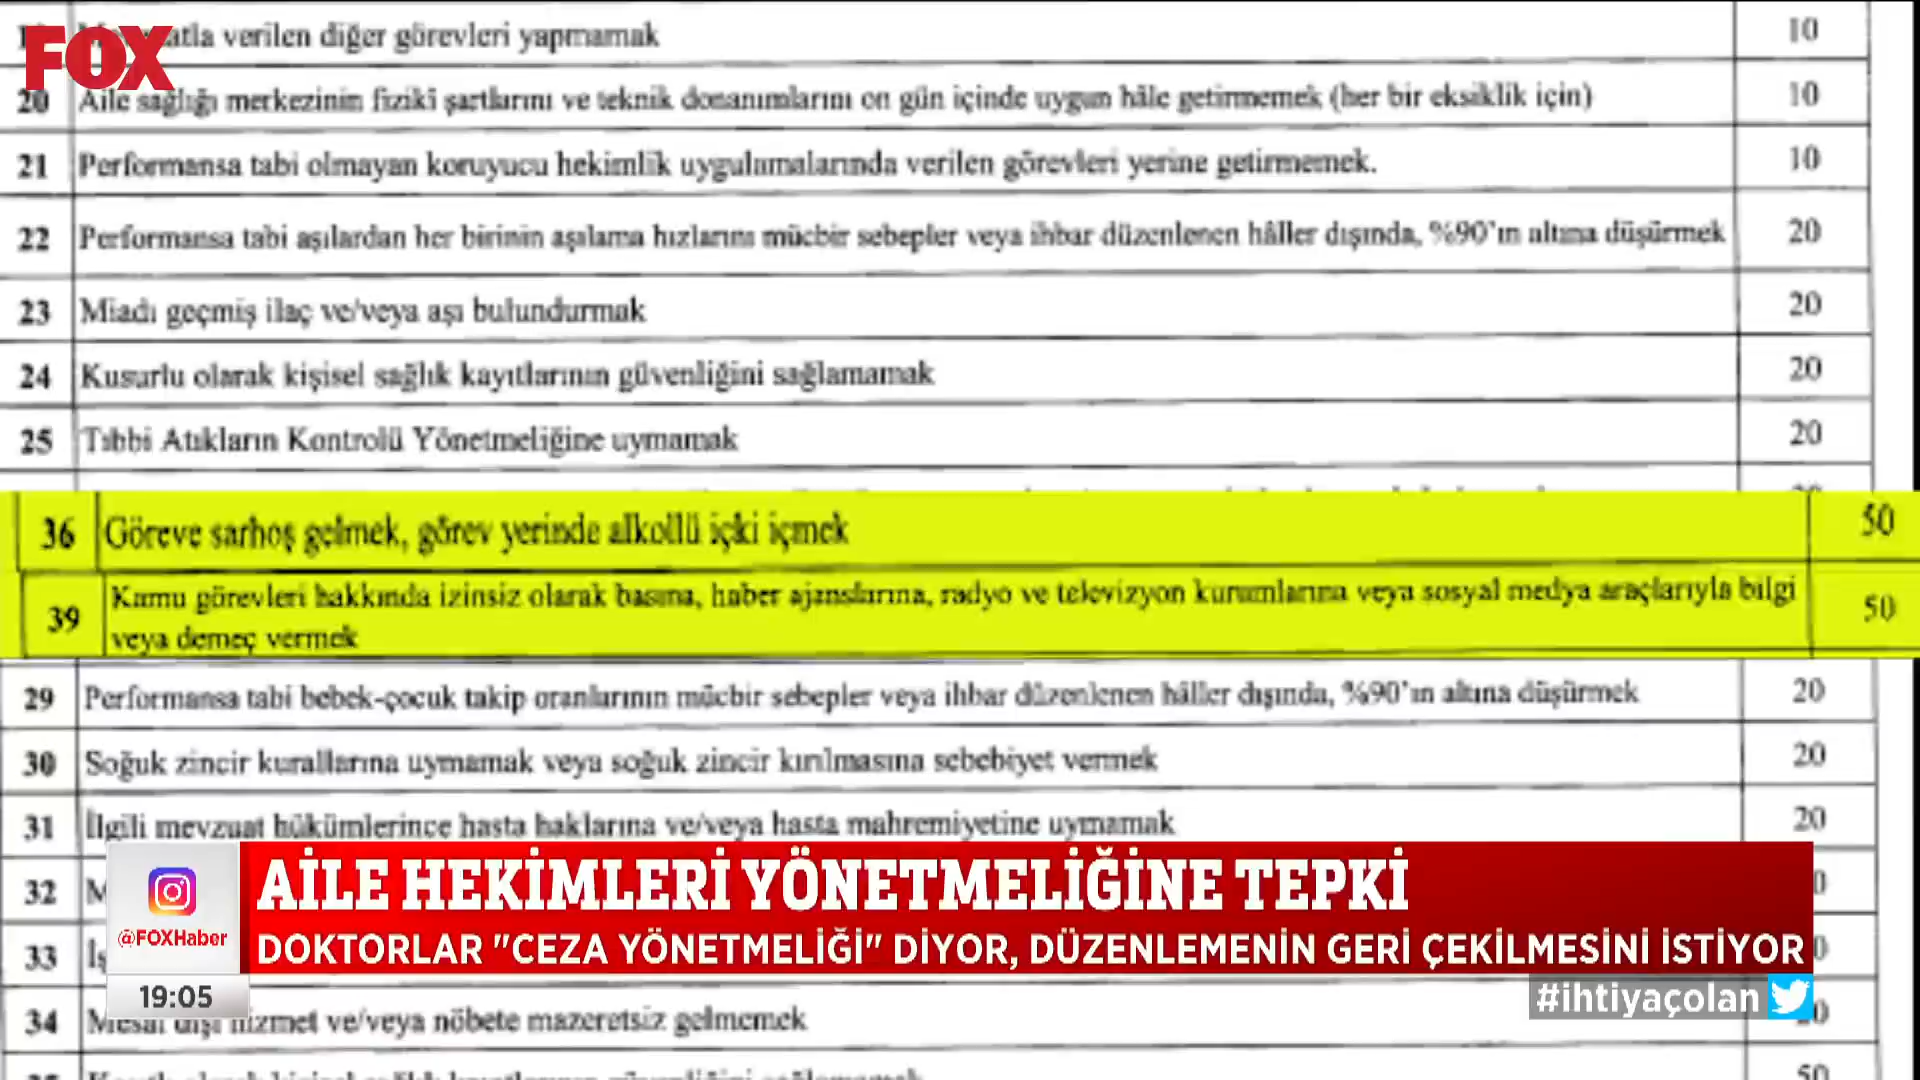 FOX
verilen diğer görevleri yapmamak 10
20 Aile sağlığı merkezinin fizikî şartlarını ve teknik donanımlarını on gün içinde uygun hâle getirmemek (her bir eksiklik için) 10
21 Performansa tabi olmayan koruyucu hekimlik uygulamalarında verilen görevleri yerine getirmemek. 10
22 Performansa tabi aşılardan her birinin aşılama hızlarını mücbir sebepler veya ihbar düzenlenen hâller dışında, %90'ın altına düşürmek 20
23 Miadı geçmiş ilaç ve/veya aşı bulundurmak 20
24 Kusurlu olarak kişisel sağlık kayıtlarının güvenliğini sağlamamak 20
25 Tıbbi Atıkların Kontrolü Yönetmeliğine uymamak 20
36 Göreve sarhoş gelmek, görev yerinde alkollü içki içmek 50
39 Kamu görevleri hakkında izinsiz olarak basına, haber ajanslarına, radyo ve televizyon kurumlarına veya sosyal medya araçlarıyla bilgi
veya demeç vermek 50
29 Performansa tabi bebek-çocuk takip oranlarının mücbir sebepler veya ihbar düzenlenen hâller dışında, %90'ın altına düşürmek 20
30 Soğuk zincir kurallarına uymamak veya soğuk zincir kırılmasına sebebiyet vermek 20
31 İlgili mevzuat hükümlerince hasta haklarına ve/veya hasta mahremiyetine uymamak 20
32
33
34 Mesai dışı hizmet ve/veya nöbete mazeretsiz gelmemek
AİLE HEKİMLERİ YÖNETMELİĞİNE TEPKİ
@FOXHaber
DOKTORLAR "CEZA YÖNETMELİĞİ" DİYOR, DÜZENLEMENİN GERİ ÇEKİLMESİNİ İSTİYOR
19:05
#ihtiyaçolan